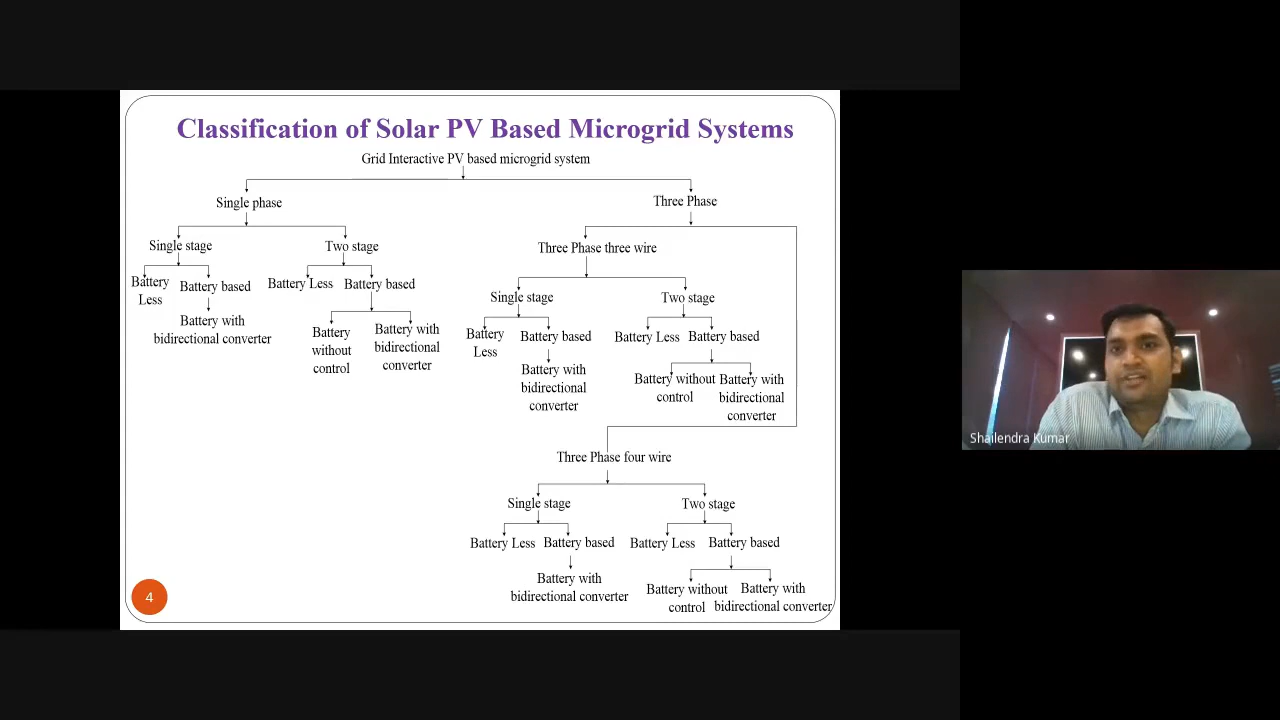 Classification of Solar PV Based Microgrid Systems
Grid Interactive PV based microgrid system
Single phase
Three Phase
Single stage
Two stage
Three Phase three wire
Battery
Less
Battery based
Battery Less
Battery based
Battery with
bidirectional converter
Battery
without
control
Battery with
bidirectional
converter
Single stage
Two stage
Battery
Less
Battery based
Battery Less
Battery based
Battery with
bidirectional
converter
Battery without
control
Battery with
bidirectional
converter
Three Phase four wire
Single stage
Two stage
Battery Less
Battery based
Battery Less
Battery based
Battery with
bidirectional converter
Battery without
control
Battery with
bidirectional converter
4
Shailendra Kumar